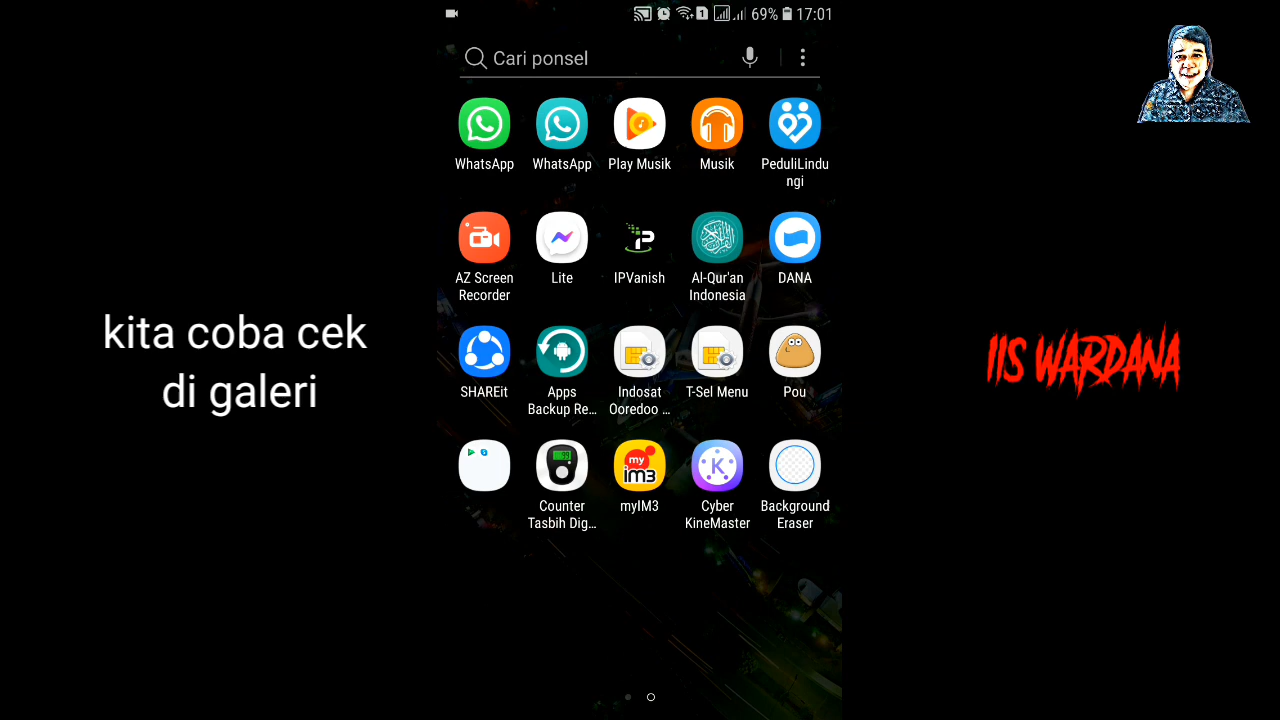 69% 17:01
Cari ponsel
WhatsApp
WhatsApp
Play Musik
Musik
PeduliLindu
ngi
AZ Screen
Recorder
Lite
IPVanish
Al-Qur'an
Indonesia
DANA
SHAREit
Apps
Backup Re...
Indosat
Ooredoo ...
T-Sel Menu
Pou
Counter
Tasbih Dig...
myIM3
Cyber
KineMaster
Background
Eraser
kita coba cek
di galeri
IIS WARDANA